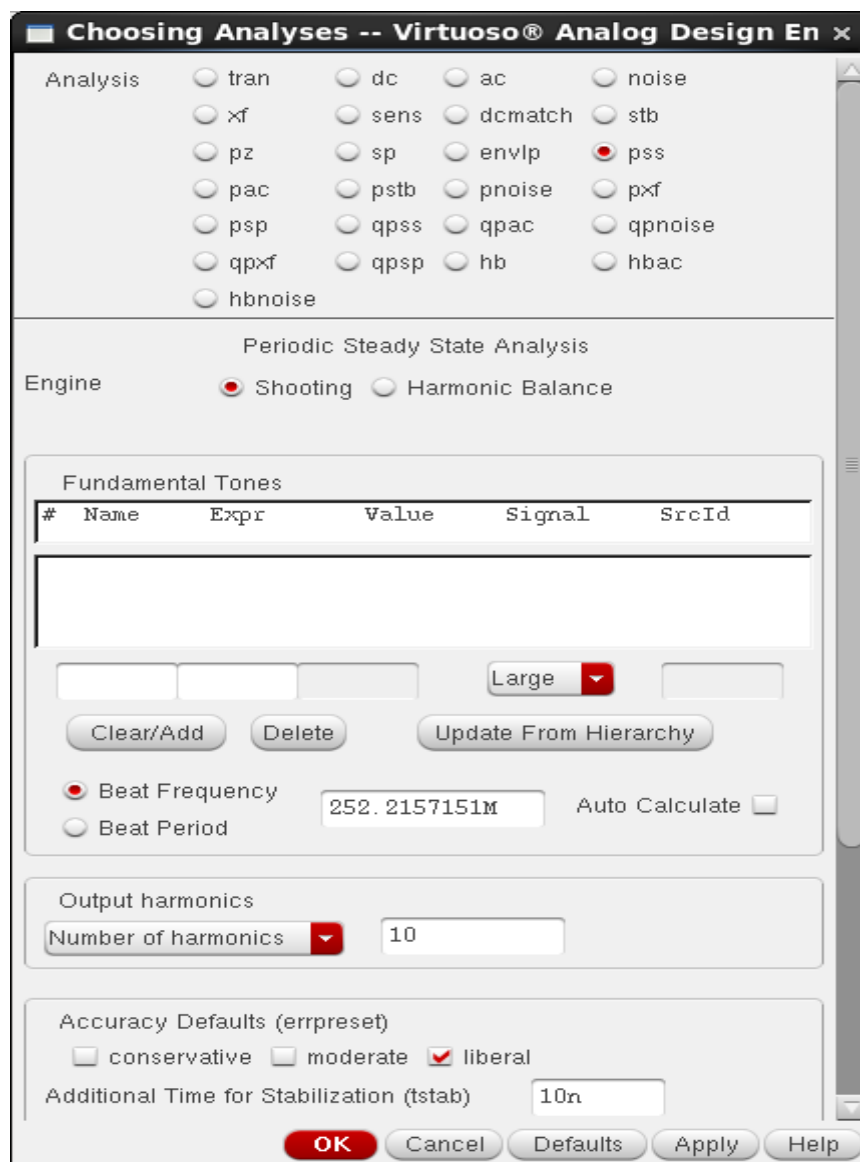 Choosing Analyses -- Virtuoso® Analog Design En ×
Analysis tran dc ac noise
xf sens dcmatch stb
pz sp envlp pss
pac pstb pnoise pxf
psp qpss qpac qpnoise
qpxf qpsp hb hbac
hbnoise
Periodic Steady State Analysis
Engine Shooting Harmonic Balance
Fundamental Tones
# Name Expr Value Signal SrcId
Large
Clear/Add Delete Update From Hierarchy
Beat Frequency 252.2157151M Auto Calculate
Beat Period
Output harmonics
Number of harmonics 10
Accuracy Defaults (errpreset)
conservative moderate liberal
Additional Time for Stabilization (tstab) 10n
OK Cancel Defaults Apply Help